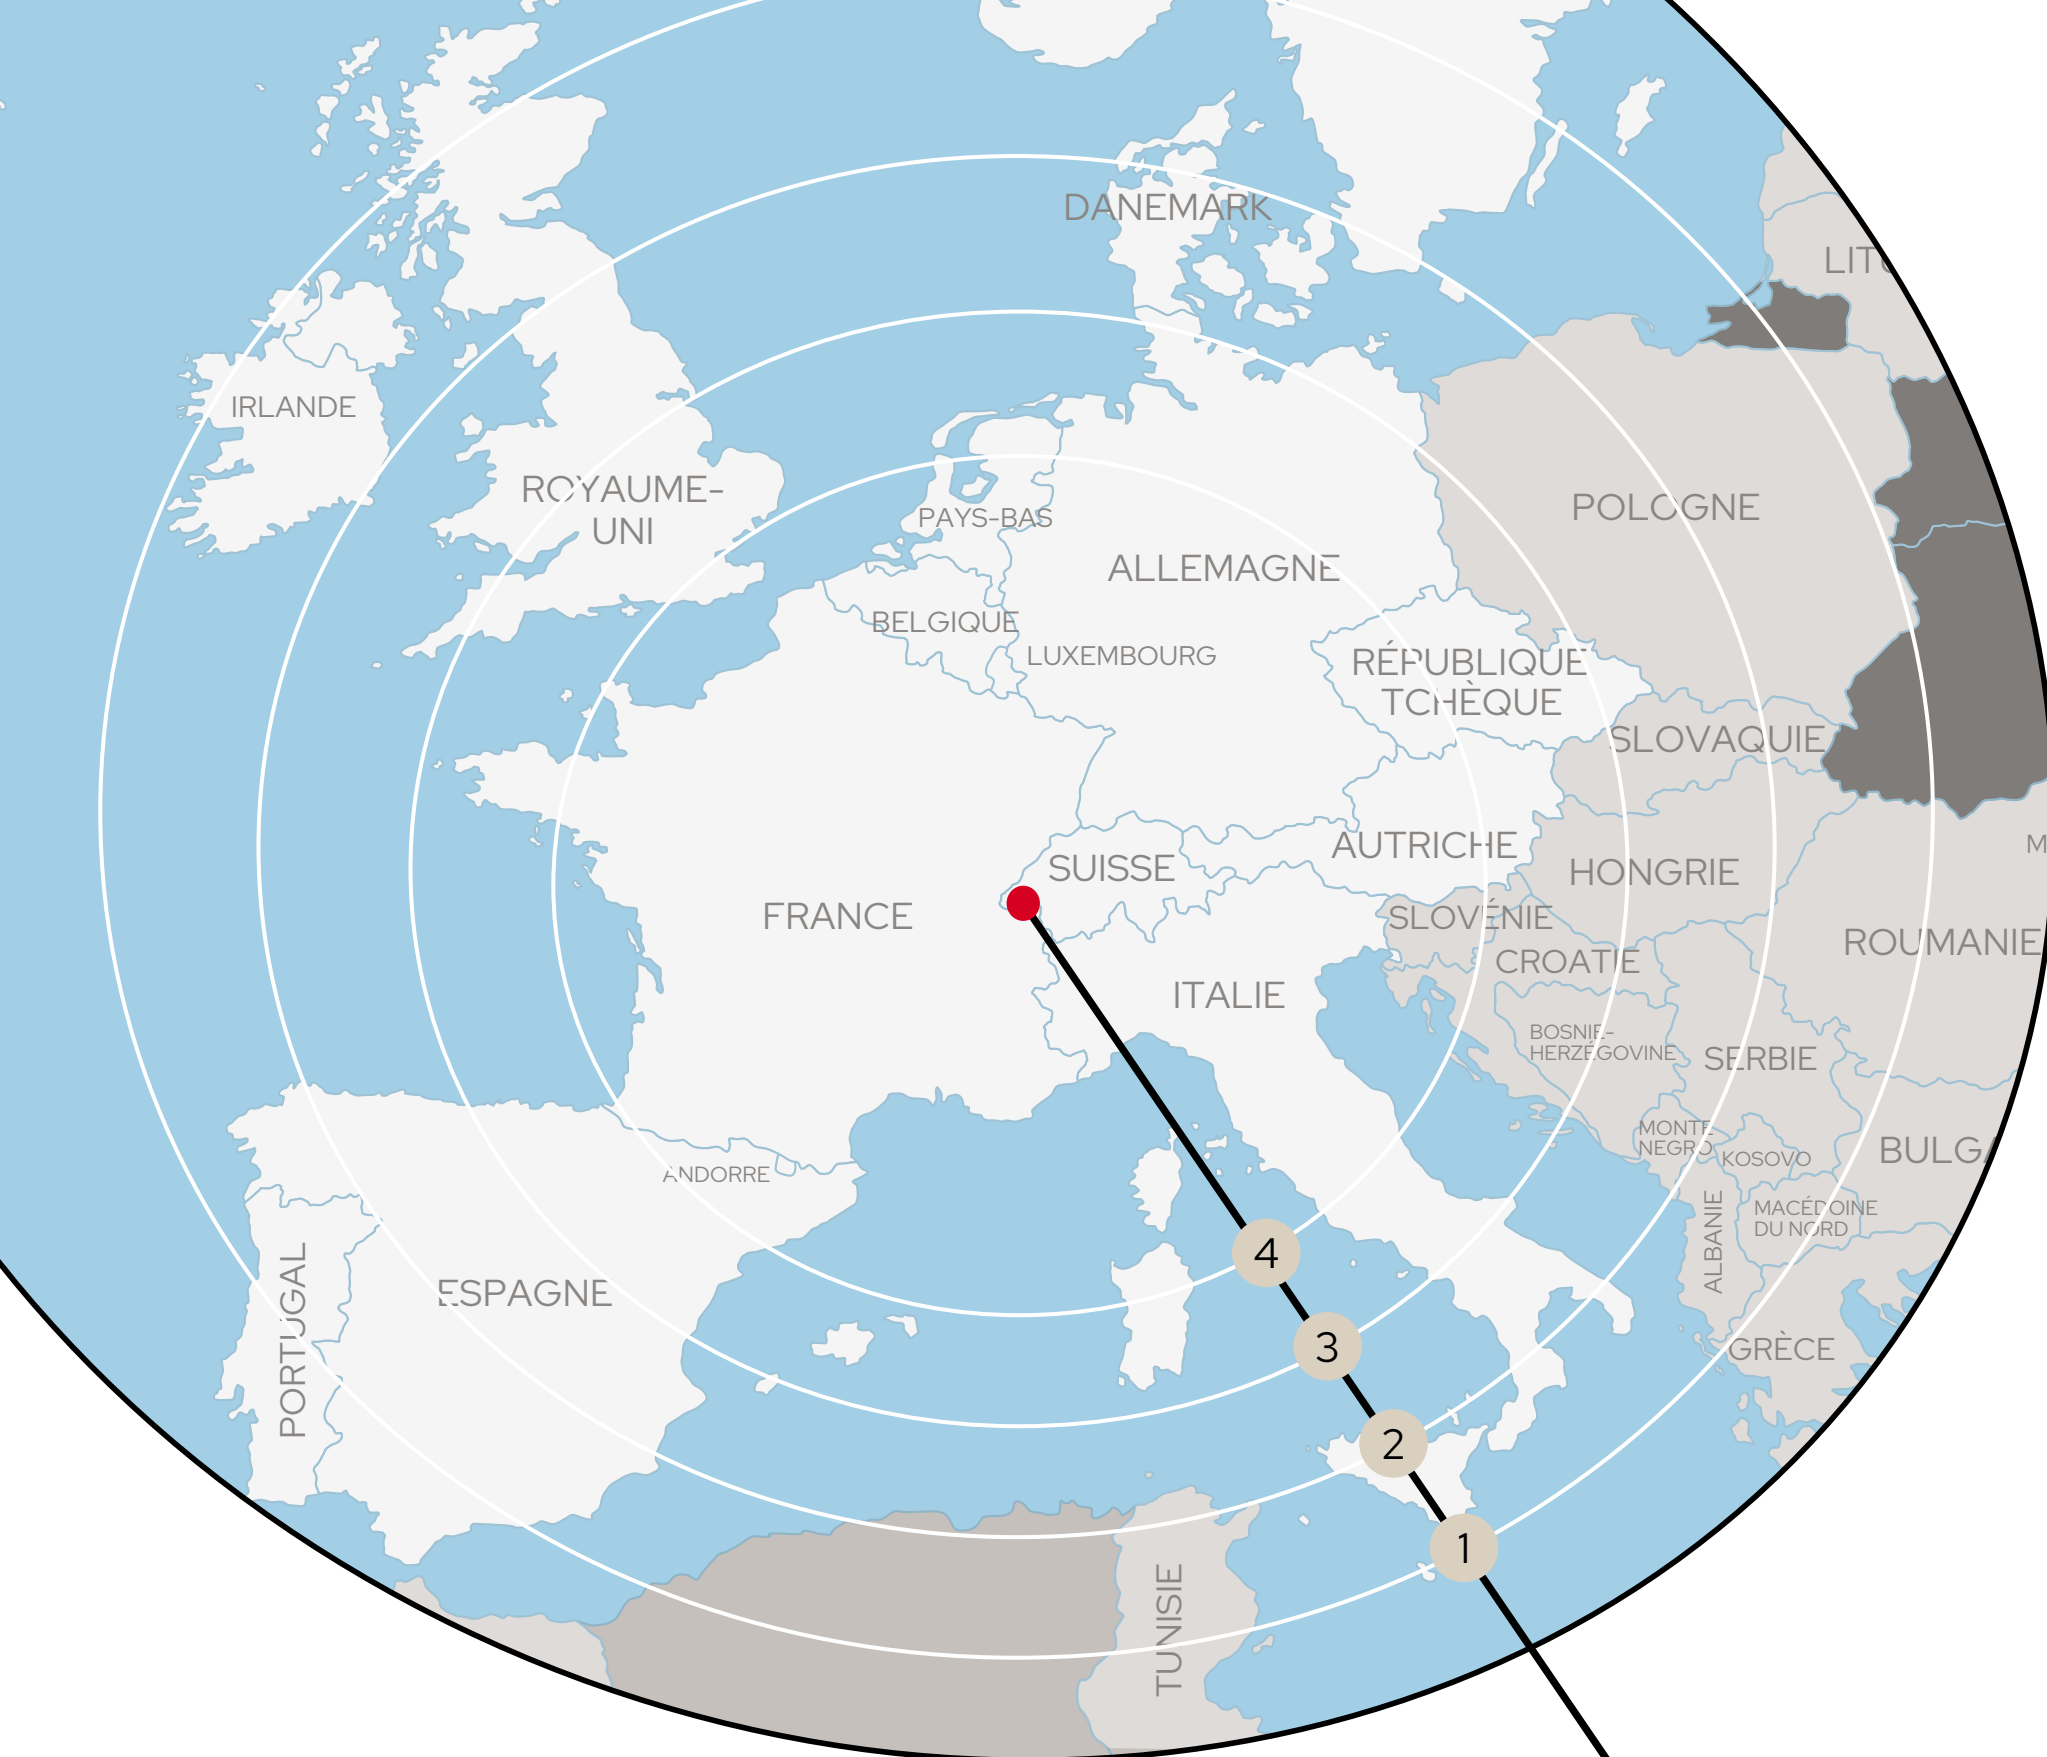 DANEMARK
LITU
IRLANDE
ROYAUME-
UNI
PAYS-BAS
POLOGNE
ALLEMAGNE
BELGIQUE
LUXEMBOURG
RÉPUBLIQUE
TCHÈQUE
SLOVAQUIE
AUTRICHE
M
SUISSE
HONGRIE
FRANCE
SLOVÉNIE
ROUMANIE
CROATIE
ITALIE
BOSNIE-
HERZÉGOVINE
SERBIE
MONTE
NEGRO
KOSOVO
BULGA
ANDORRE
ALBANIE
MACÉDOINE
DU NORD
PORTUGAL
ESPAGNE
4
3
GRÈCE
2
1
TUNISIE